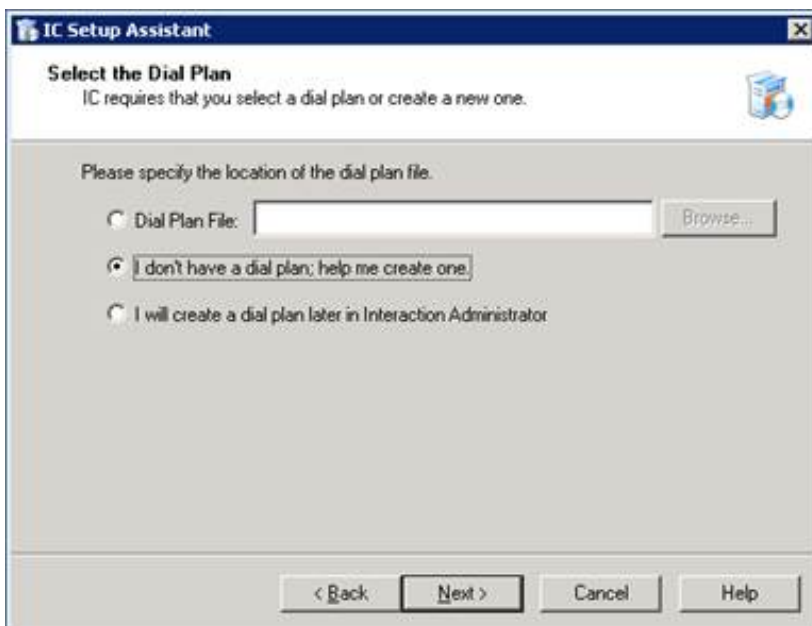 IC Setup Assistant
Select the Dial Plan
IC requires that you select a dial plan or create a new one.
Please specify the location of the dial plan file.
Dial Plan File:
Browse...
I don't have a dial plan; help me create one.
I will create a dial plan later in Interaction Administrator
< Back
Next >
Cancel
Help